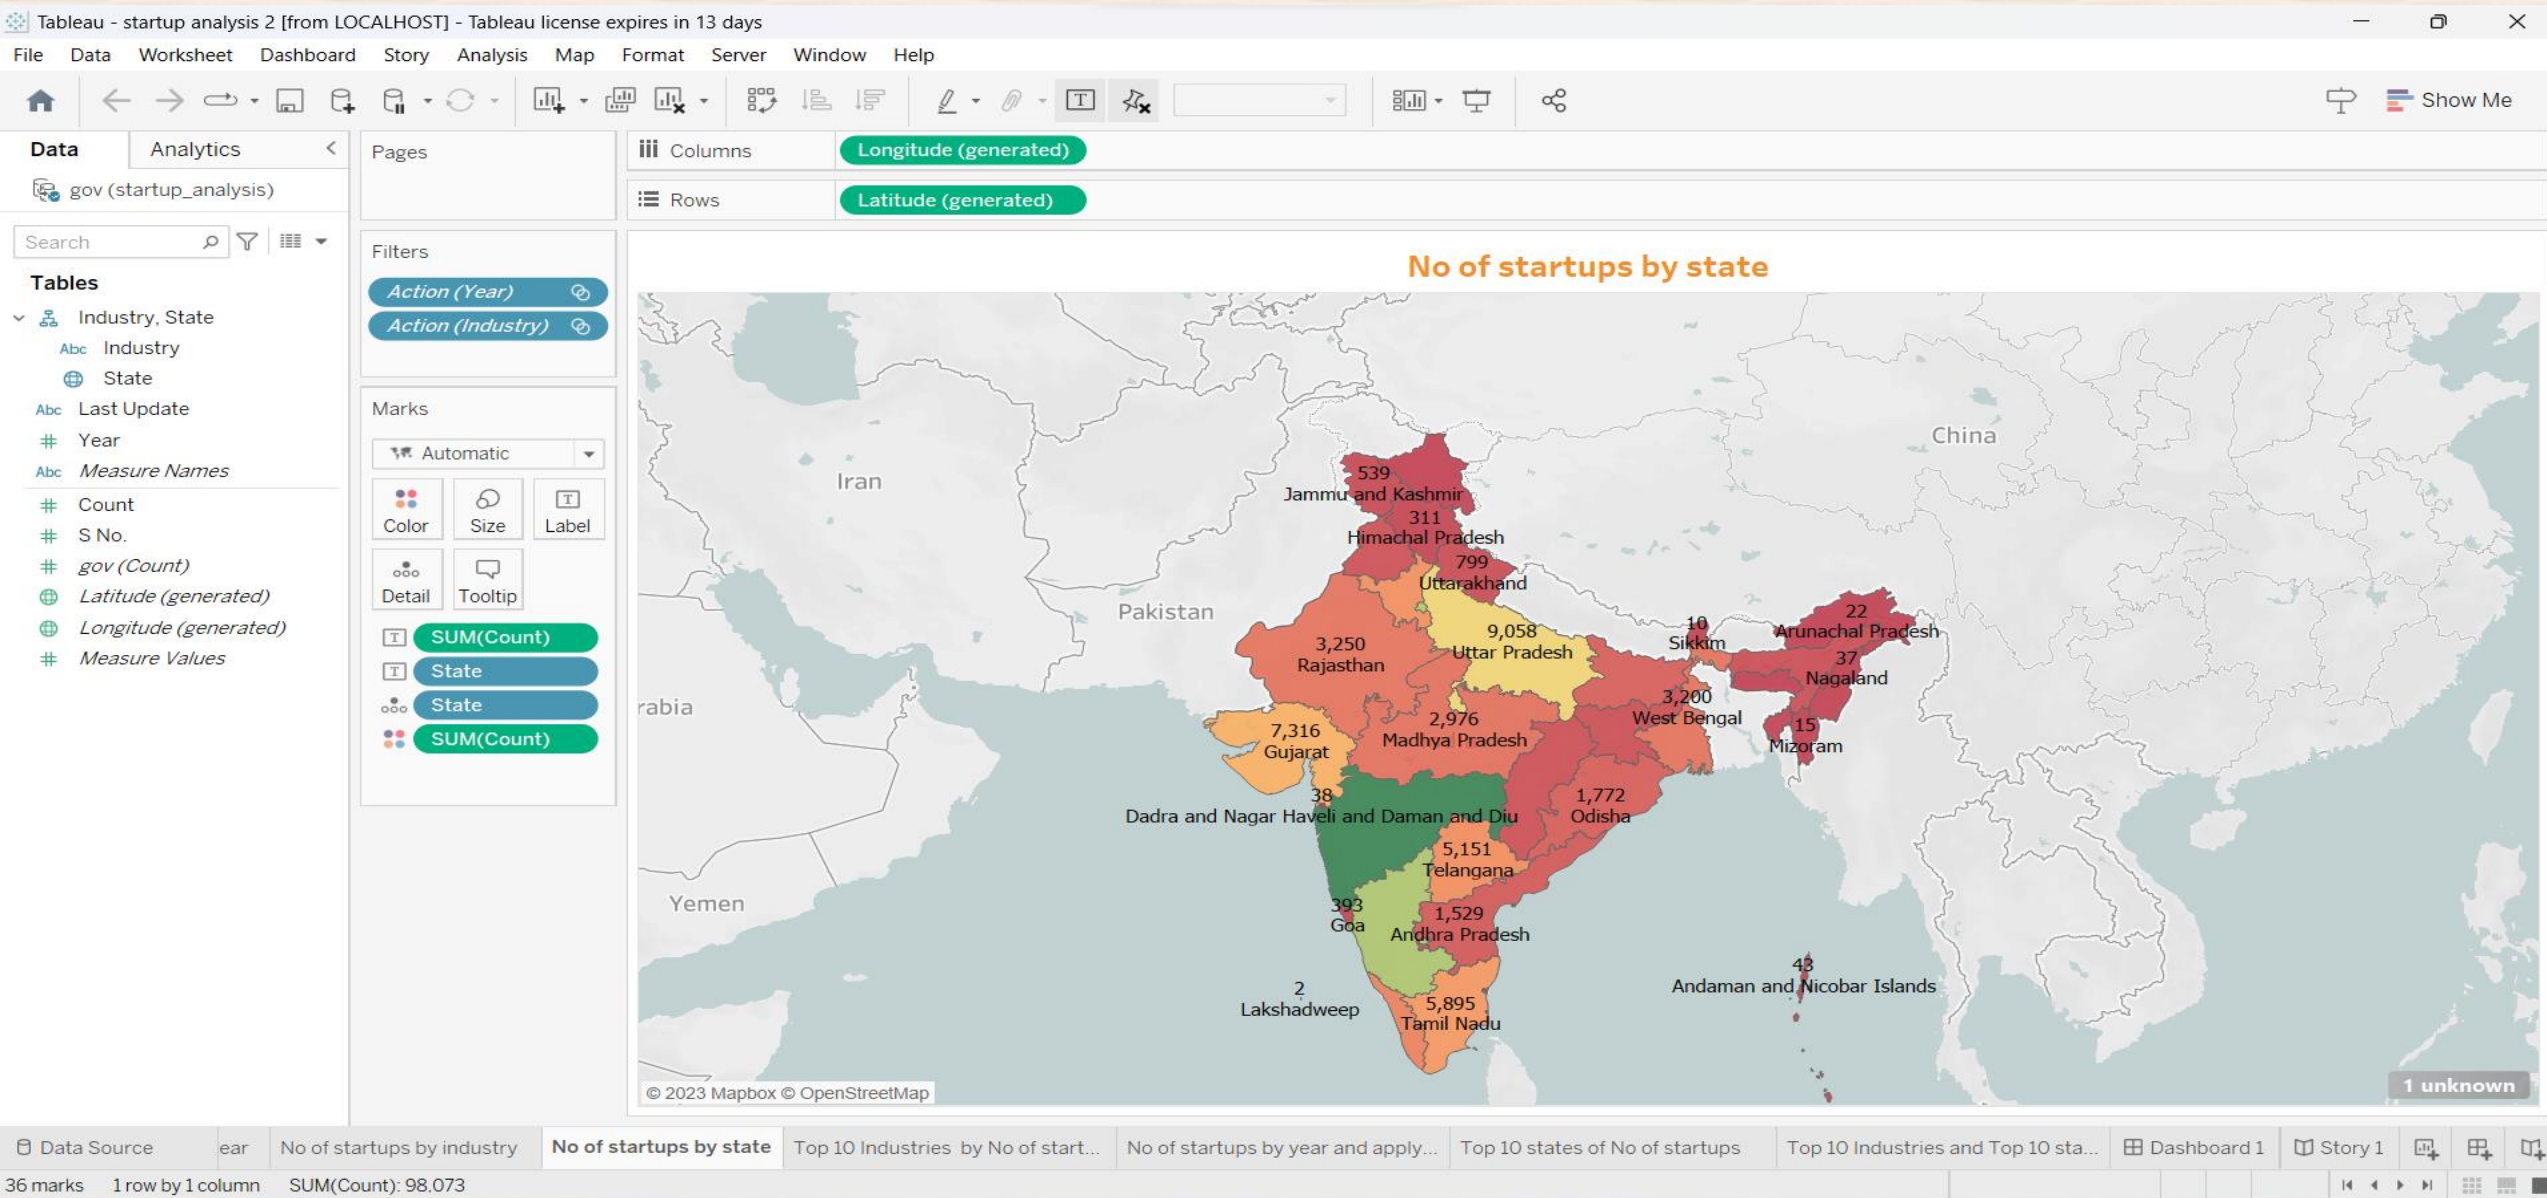 Tableau - startup analysis 2 [from LOCALHOST] - Tableau license expires in 13 days
File Data Worksheet Dashboard Story Analysis Map Format Server Window Help
Show Me
Data Analytics
gov (startup_analysis)
Search
Tables
Industry, State
Abc Industry
State
Abc Last Update
# Year
Abc Measure Names
# Count
# S No.
# gov (Count)
Latitude (generated)
Longitude (generated)
# Measure Values
Pages
Filters
Action (Year)
Action (Industry)
Marks
Automatic
Color Size Label
Detail Tooltip
SUM(Count)
State
State
SUM(Count)
Columns Longitude (generated)
Rows Latitude (generated)
No of startups by state
China
Iran
539
Jammu and Kashmir
311
Himachal Pradesh
799
Uttarakhand
Pakistan
10
Sikkim
22
Arunachal Pradesh
9,058
Uttar Pradesh
3,250
Rajasthan
37
Nagaland
rabia
3,200
West Bengal
2,976
Madhya Pradesh
7,316
Gujarat
15
Mizoram
38
Dadra and Nagar Haveli and Daman and Diu
1,772
Odisha
5,151
Telangana
Yemen
393
Goa
1,529
Andhra Pradesh
43
Andaman and Nicobar Islands
2
Lakshadweep
5,895
Tamil Nadu
© 2023 Mapbox © OpenStreetMap
1 unknown
Data Source ear No of startups by industry No of startups by state Top 10 Industries by No of start... No of startups by year and apply... Top 10 states of No of startups Top 10 Industries and Top 10 sta... Dashboard 1 Story 1
36 marks 1 row by 1 column SUM(Count): 98,073